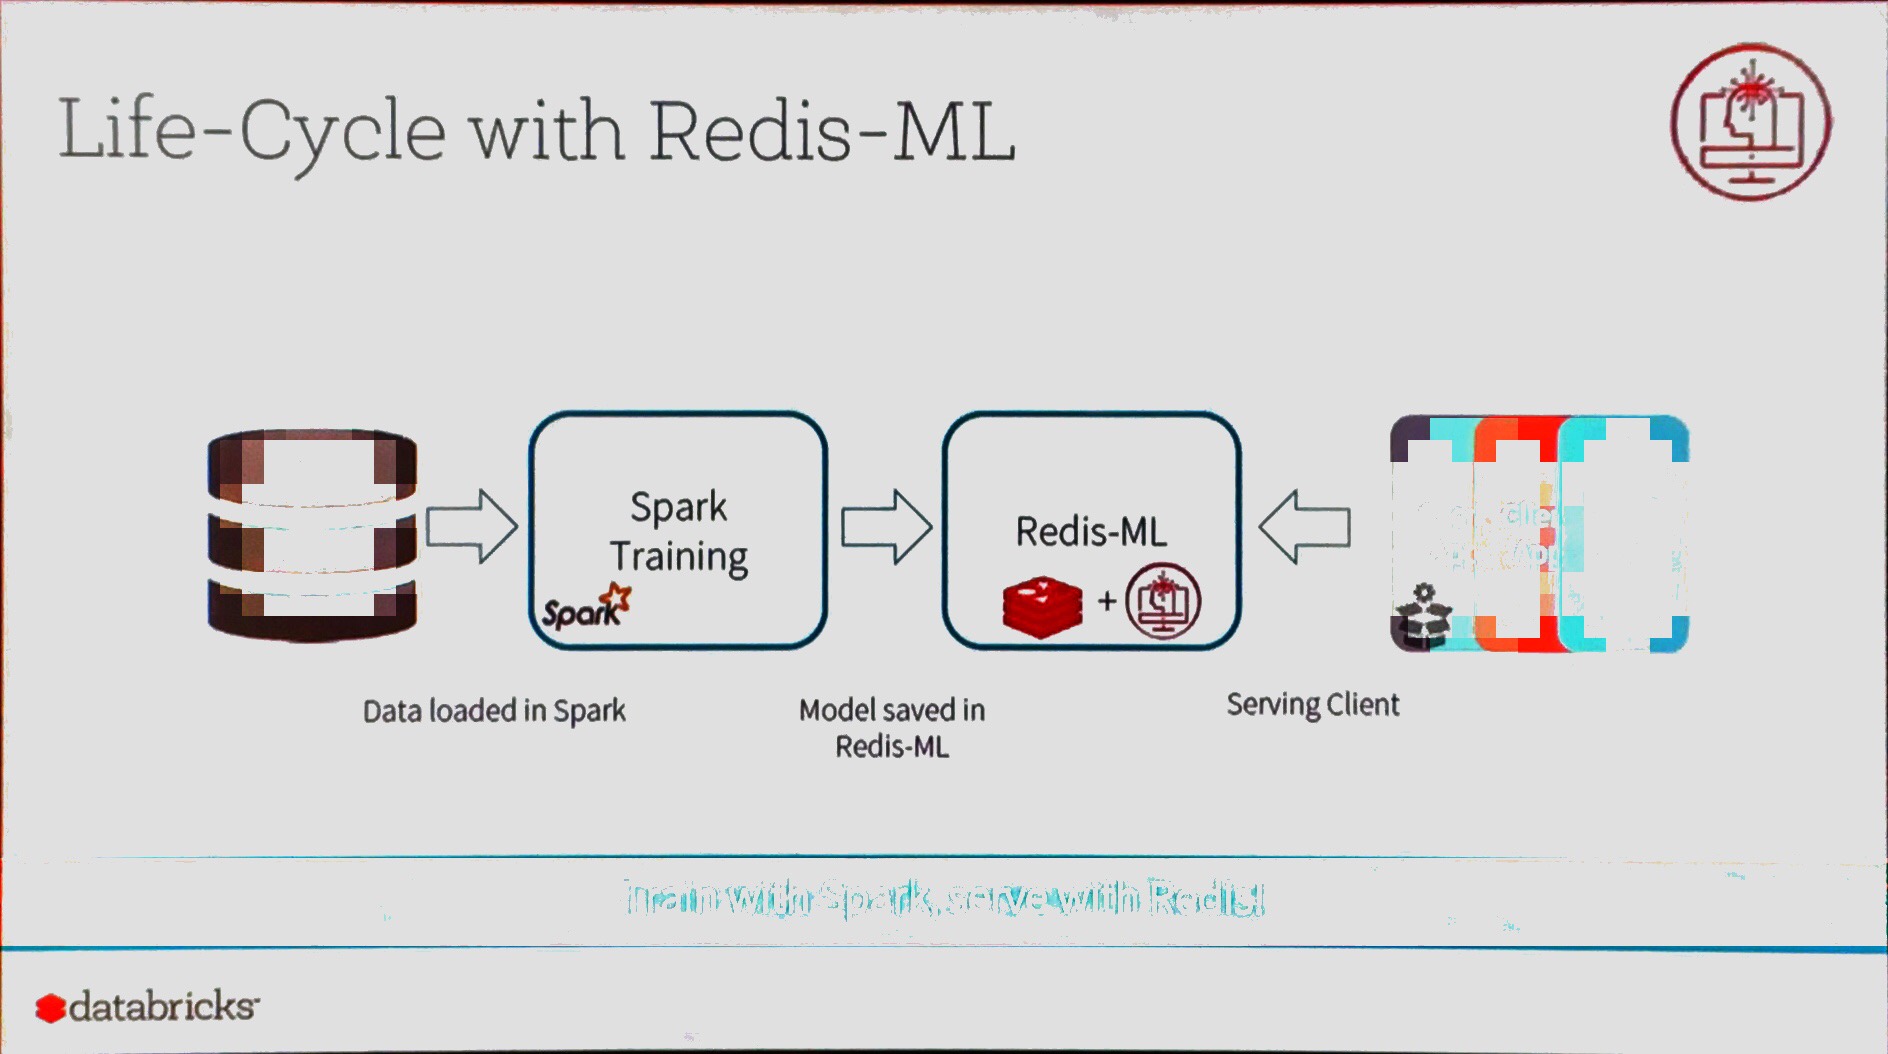 Life-Cycle with Redis-ML
Spark
Training
Spark
Redis-ML
+
Data loaded in Spark
Model saved in
Redis-ML
Serving Client
Train with Spark, serve with Redis!
databricks